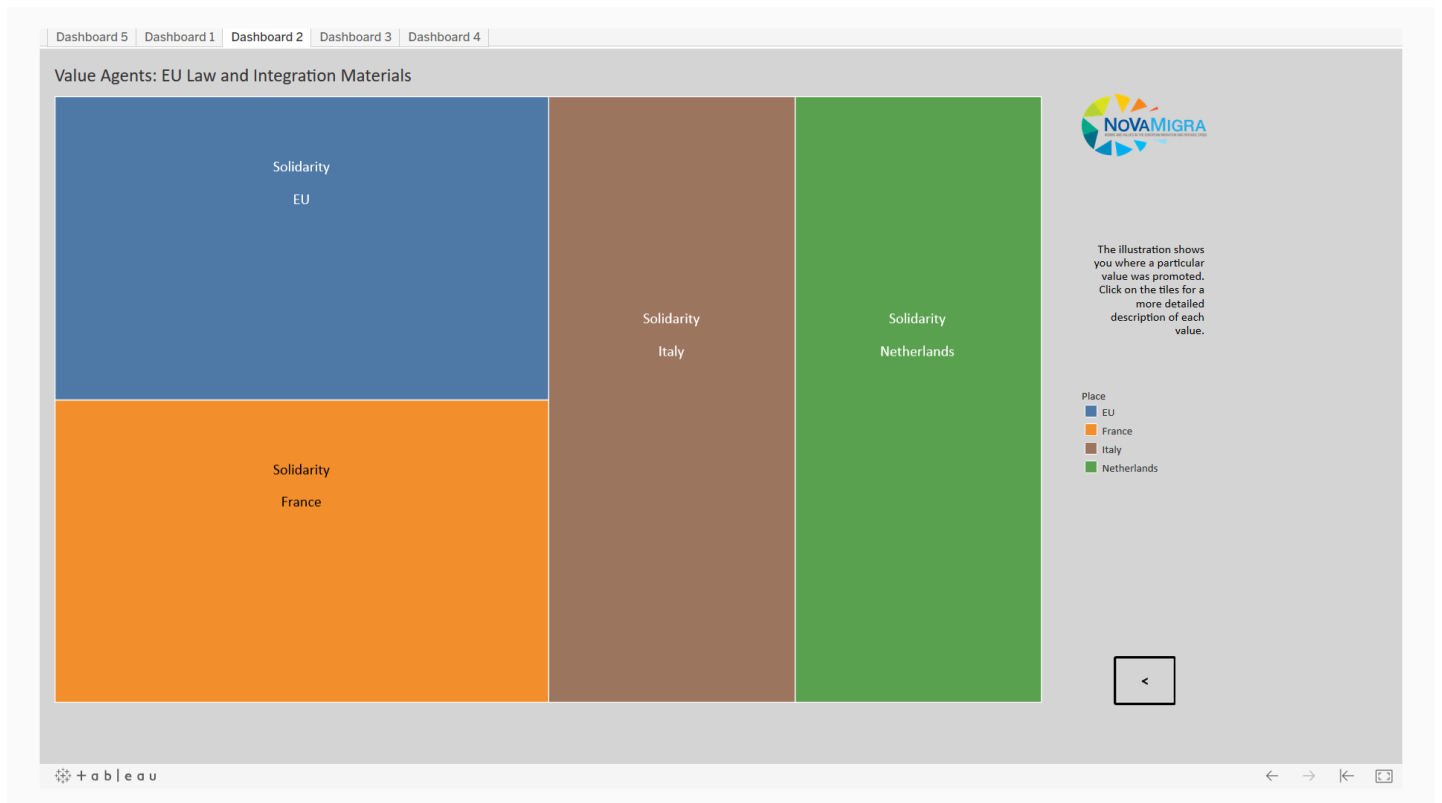 Dashboard 5 Dashboard 1 Dashboard 2 Dashboard 3 Dashboard 4
Value Agents: EU Law and Integration Materials
Solidarity
EU
Solidarity
France
Solidarity
Italy
Solidarity
Netherlands
NOVAMIGRA
The illustration shows
you where a particular
value was promoted.
Click on the tiles for a
more detailed
description of each
value.
Place
EU
France
Italy
Netherlands
<
+ a b l e a u